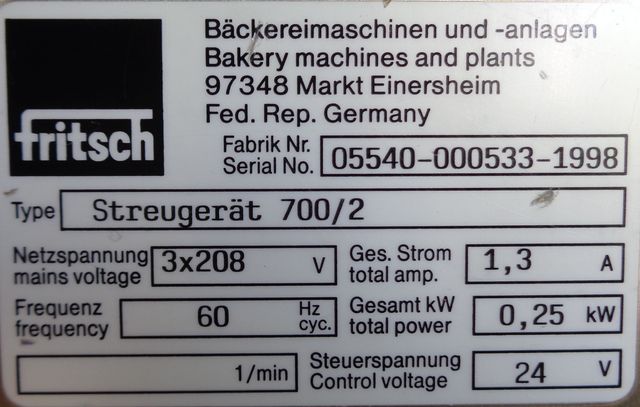 fritsch
Bäckereimaschinen und -anlagen
Bakery machines and plants
97348 Markt Einersheim
Fed. Rep. Germany
Fabrik Nr.
Serial No. 05540-000533-1998
Type Streugerät 700/2
Netzspannung
mains voltage 3x208 V
Ges. Strom
total amp. 1,3 A
Frequenz
frequency 60 Hz
cyc.
Gesamt kW
total power 0,25 kW
1/min
Steuerspannung
Control voltage 24 V